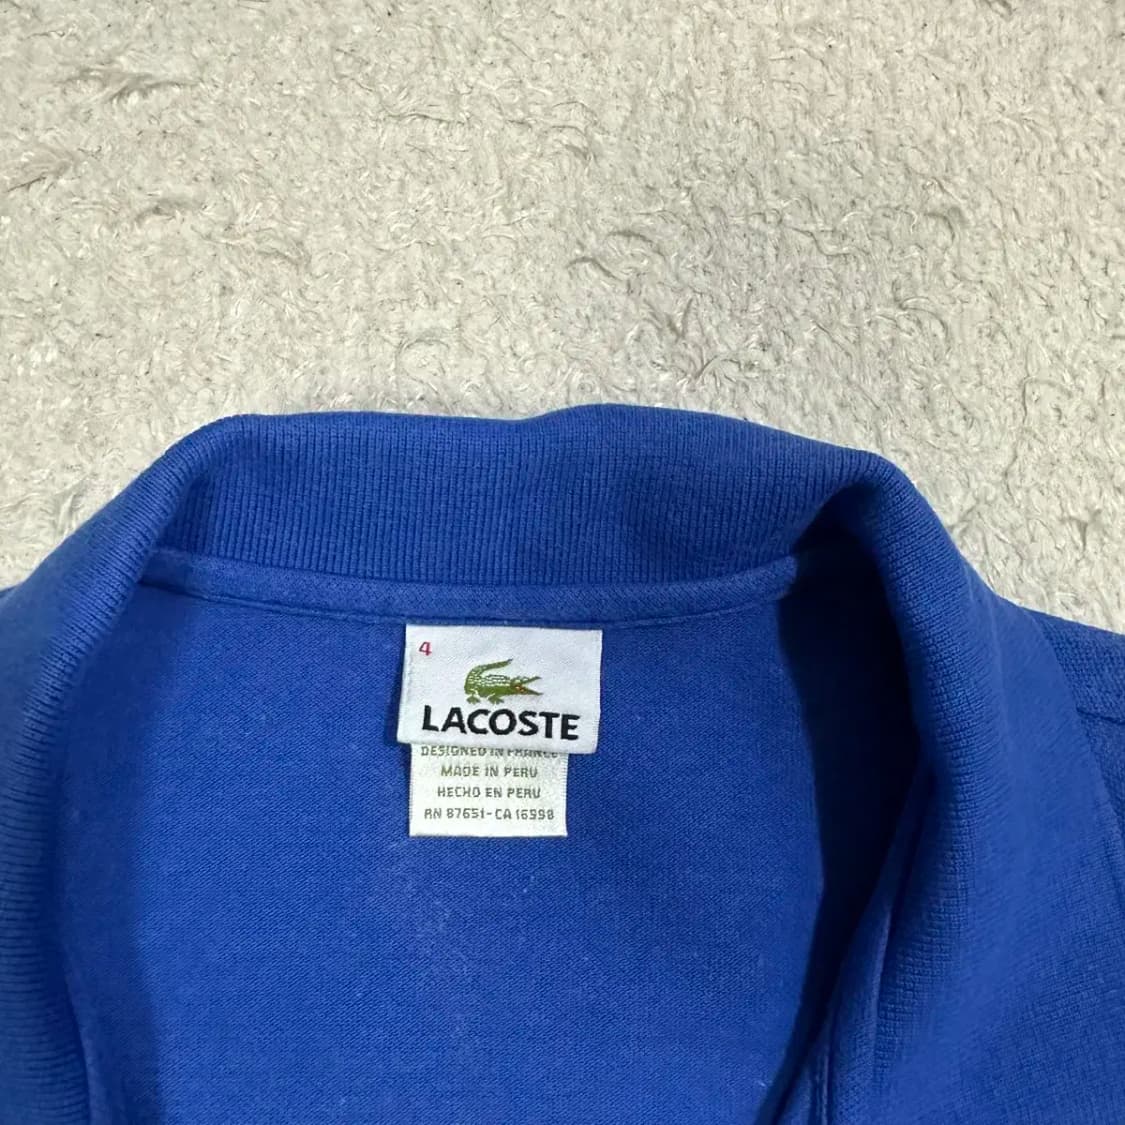 4
LACOSTE
DESIGNED IN FRANCE
MADE IN PERU
HECHO EN PERU
RN 87651-CA 16998